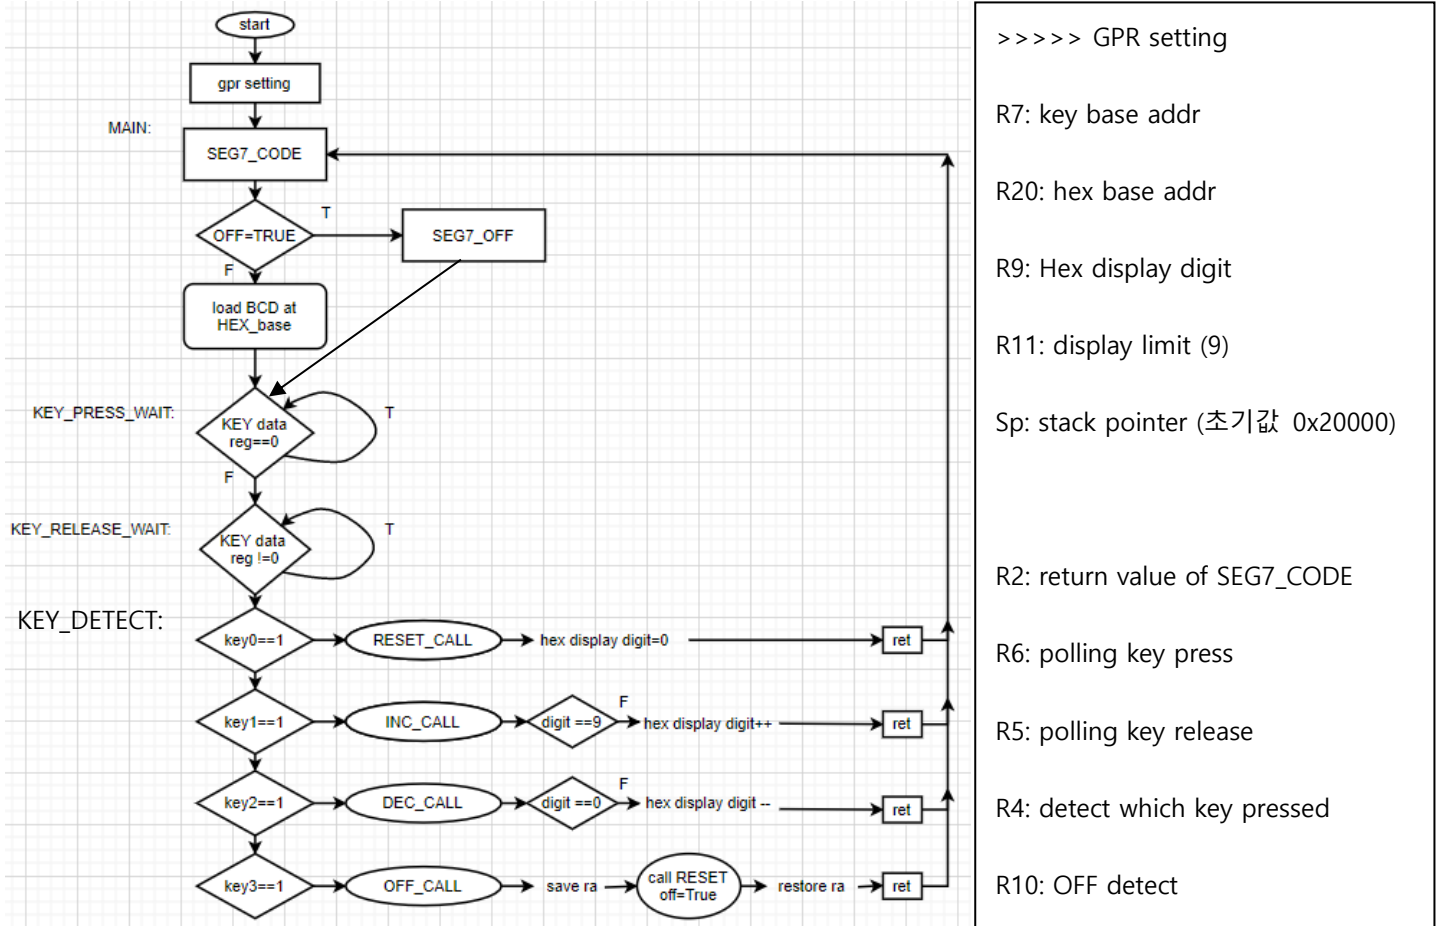 start
gpr setting
MAIN:
SEG7_CODE
T
OFF=TRUE
SEG7_OFF
F
load BCD at
HEX_base
KEY_PRESS_WAIT:
KEY data
reg==0
T
F
KEY_RELEASE_WAIT:
KEY data
reg !=0
T
KEY_DETECT:
key0==1
RESET_CALL
hex display digit=0
ret
key1==1
INC_CALL
digit ==9
F
hex display digit++
ret
key2==1
DEC_CALL
digit ==0
F
hex display digit --
ret
key3==1
OFF_CALL
save ra
call RESET
off=True
restore ra
ret
>>>>> GPR setting
R7: key base addr
R20: hex base addr
R9: Hex display digit
R11: display limit (9)
Sp: stack pointer (초기값 0x20000)
R2: return value of SEG7_CODE
R6: polling key press
R5: polling key release
R4: detect which key pressed
R10: OFF detect